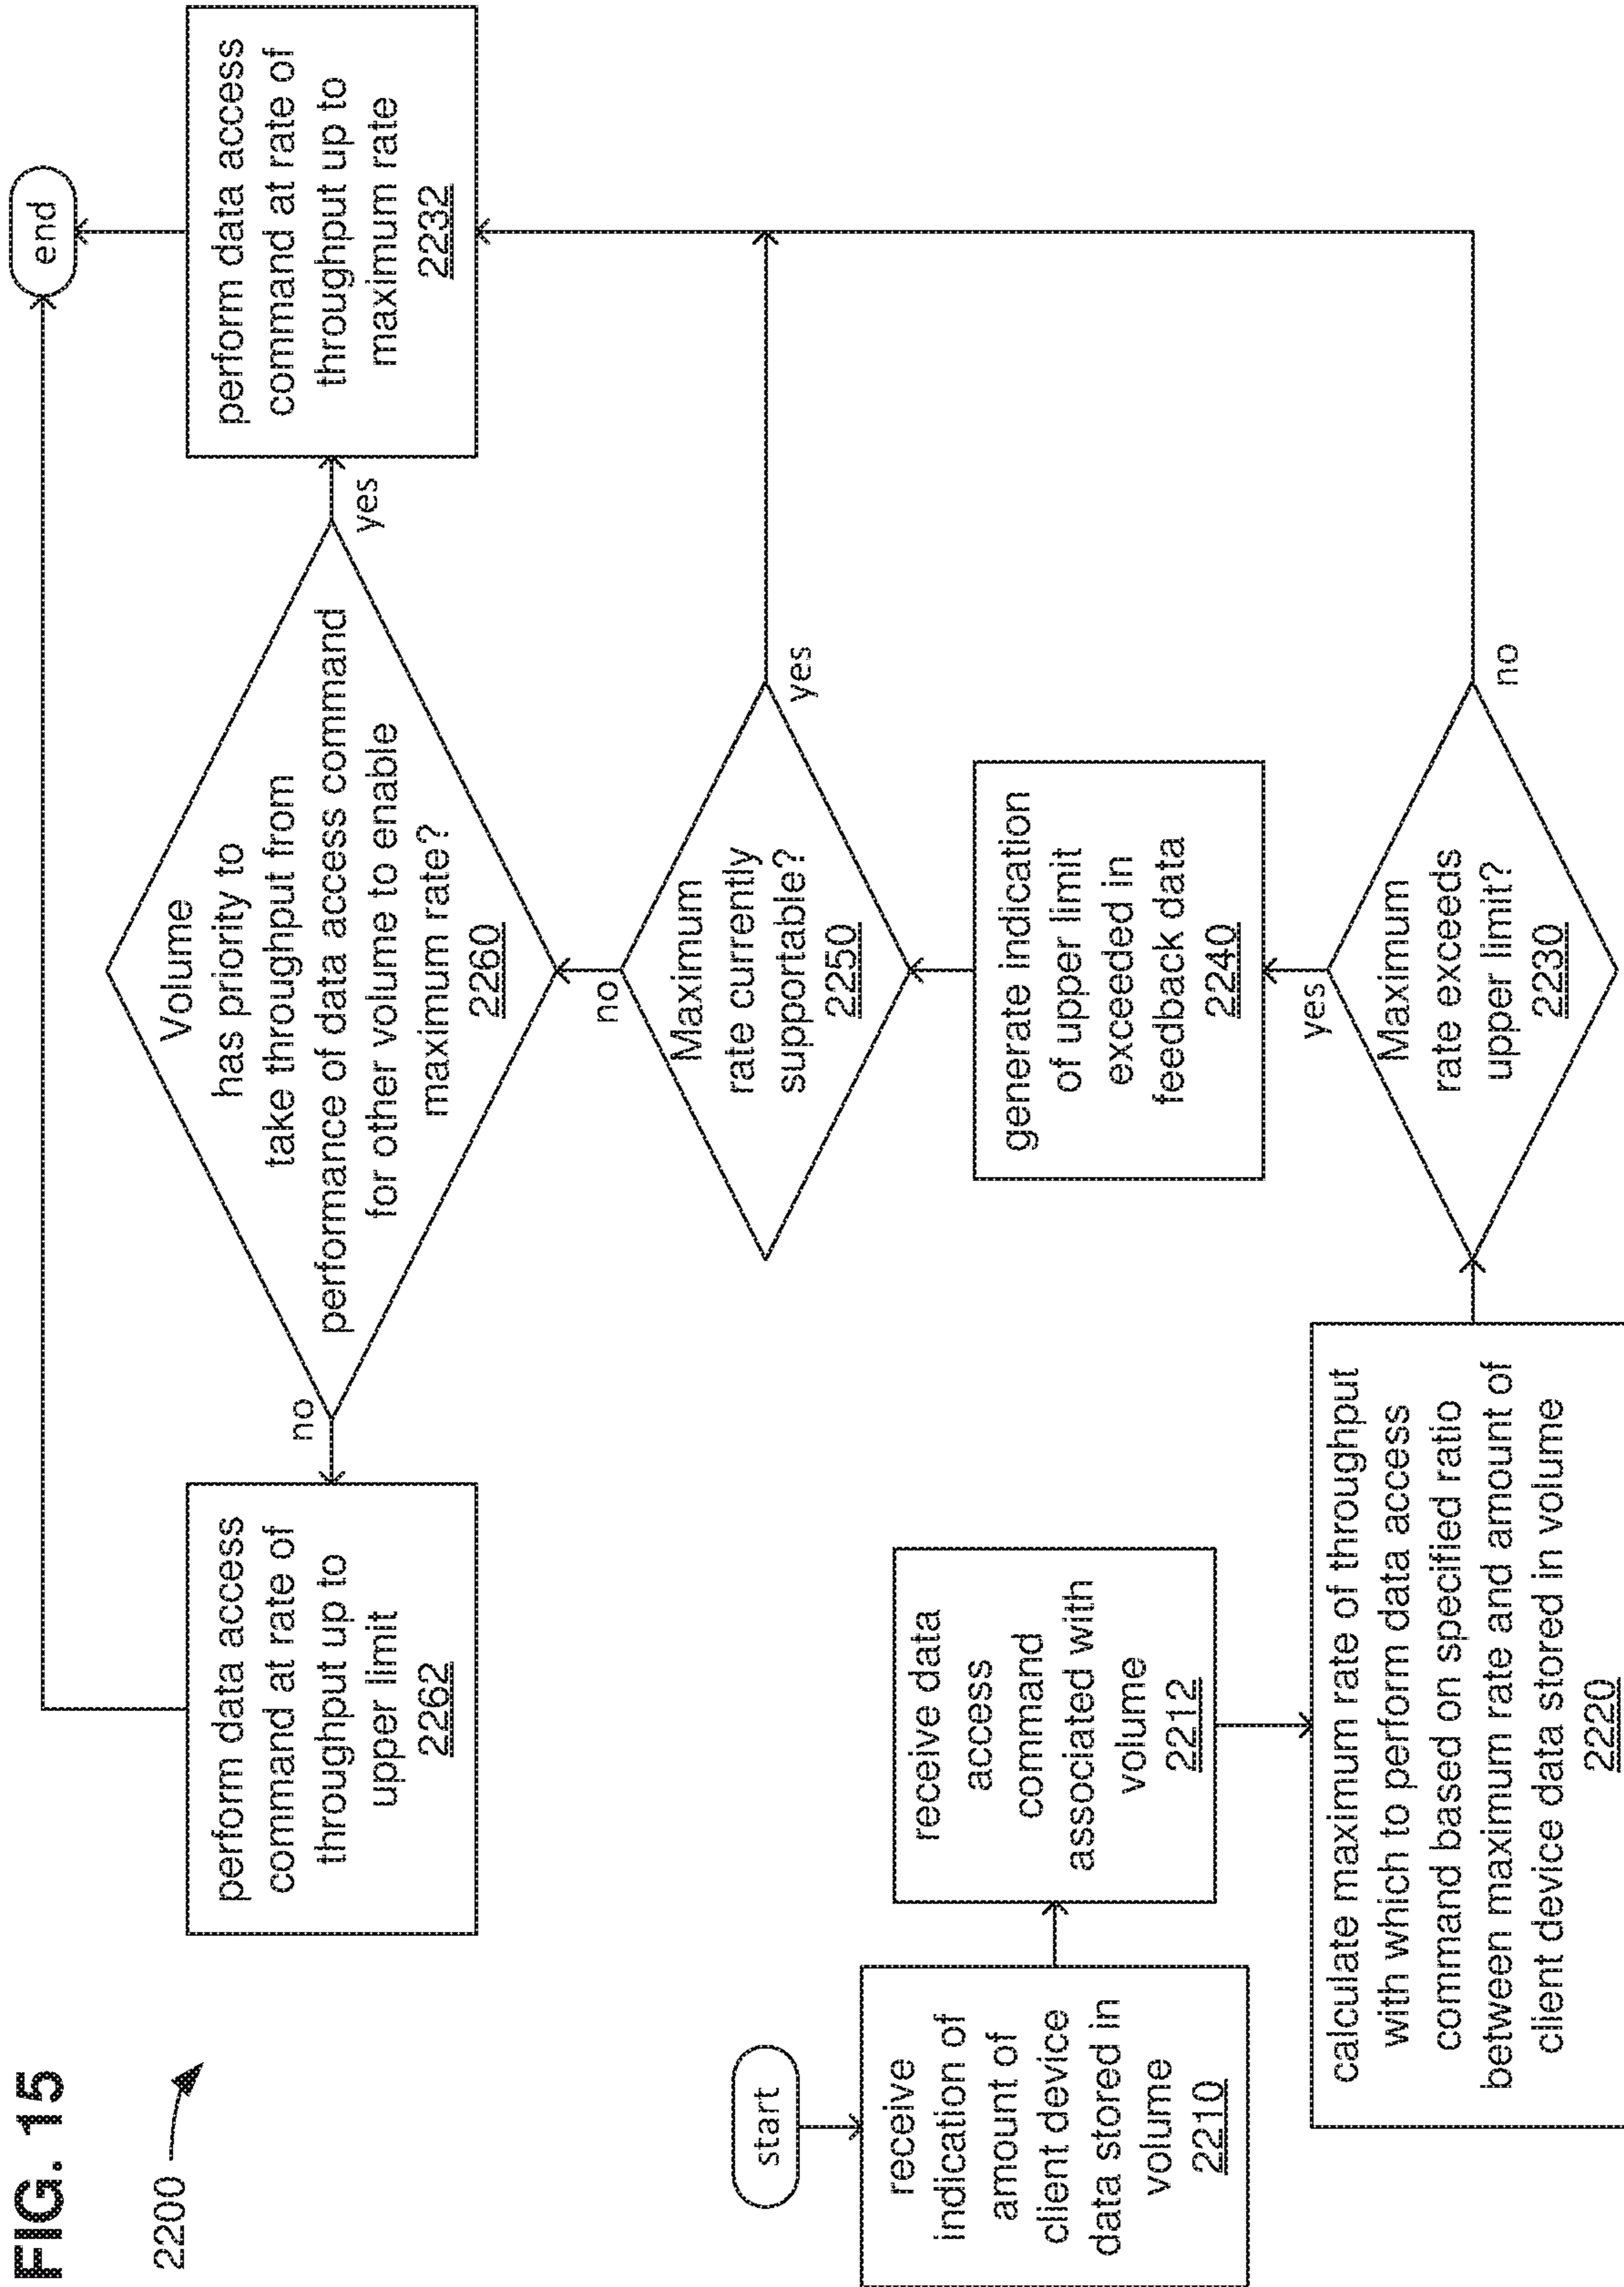 FIG. 15
2200
start
receive
indication of
amount of
client device
data stored in
volume
2210
receive data
access
command
associated with
volume
2212
calculate maximum rate of throughput
with which to perform data access
command based on specified ratio
between maximum rate and amount of
client device data stored in volume
2220
Maximum
rate exceeds
upper limit?
2230
yes
no
generate indication
of upper limit
exceeded in
feedback data
2240
Maximum
rate currently
supportable?
2250
no
yes
Volume
has priority to
take throughput from
performance of data access command
for other volume to enable
maximum rate?
2260
no
yes
perform data access
command at rate of
throughput up to
upper limit
2262
perform data access
command at rate of
throughput up to
maximum rate
2232
end